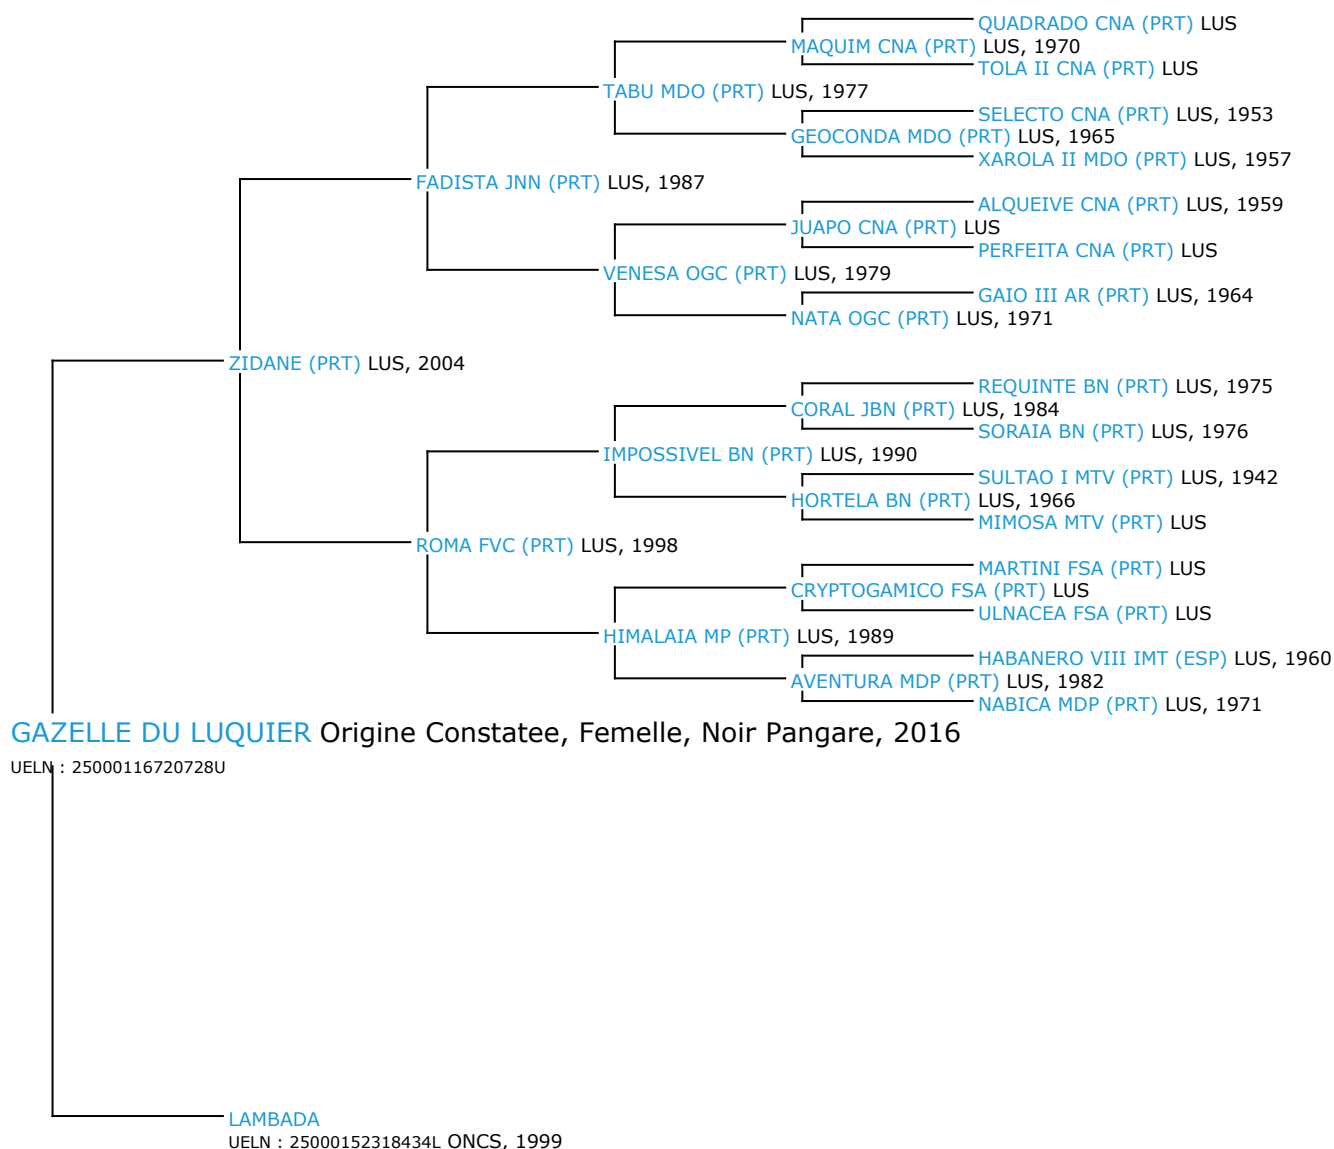 QUADRADO CNA (PRT) LUS
MAQUIM CNA (PRT) LUS, 1970
TOLA II CNA (PRT) LUS
TABU MDO (PRT) LUS, 1977
SELECTO CNA (PRT) LUS, 1953
GEOCONDA MDO (PRT) LUS, 1965
XAROLA II MDO (PRT) LUS, 1957
FADISTA JNN (PRT) LUS, 1987
ALQUEIVE CNA (PRT) LUS, 1959
JUAPO CNA (PRT) LUS
PERFEITA CNA (PRT) LUS
VENESA OGC (PRT) LUS, 1979
GAIO III AR (PRT) LUS, 1964
NATA OGC (PRT) LUS, 1971
ZIDANE (PRT) LUS, 2004
REQUINTE BN (PRT) LUS, 1975
CORAL JBN (PRT) LUS, 1984
SORAIA BN (PRT) LUS, 1976
IMPOSSIVEL BN (PRT) LUS, 1990
SULTAO I MTV (PRT) LUS, 1942
HORTELA BN (PRT) LUS, 1966
MIMOSA MTV (PRT) LUS
ROMA FVC (PRT) LUS, 1998
MARTINI FSA (PRT) LUS
CRYPTOGAMICO FSA (PRT) LUS
ULNACEA FSA (PRT) LUS
HIMALAIA MP (PRT) LUS, 1989
HABANERO VIII IMT (ESP) LUS, 1960
AVENTURA MDP (PRT) LUS, 1982
NABICA MDP (PRT) LUS, 1971
GAZELLE DU LUQUIER Origine Constatee, Femelle, Noir Pangare, 2016
UELN : 25000116720728U
LAMBADA
UELN : 25000152318434L ONCS, 1999